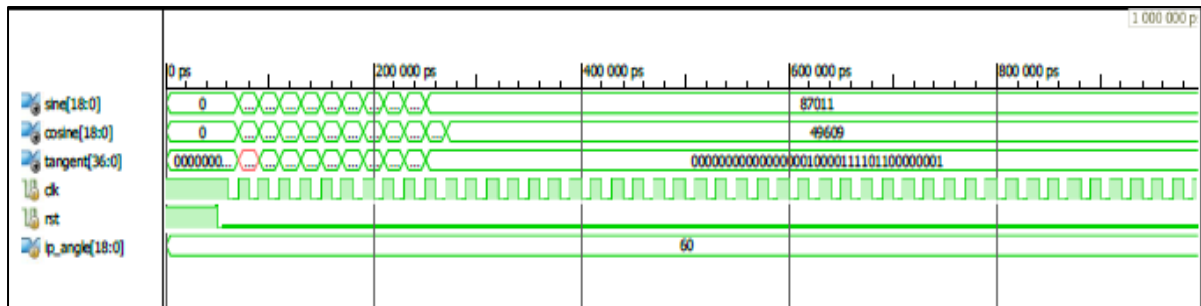 1 000 000 p
0 ps 200 000 ps 400 000 ps 600 000 ps 800 000 ps
sine[18:0] 0 ... ... ... ... ... ... ... ... ... 87011
cosine[18:0] 0 ... ... ... ... ... ... ... ... ... ... 49609
tangent[36:0] 0000000... ... ... ... ... ... ... ... ... ...
clk
rst
ip_angle[18:0] 60